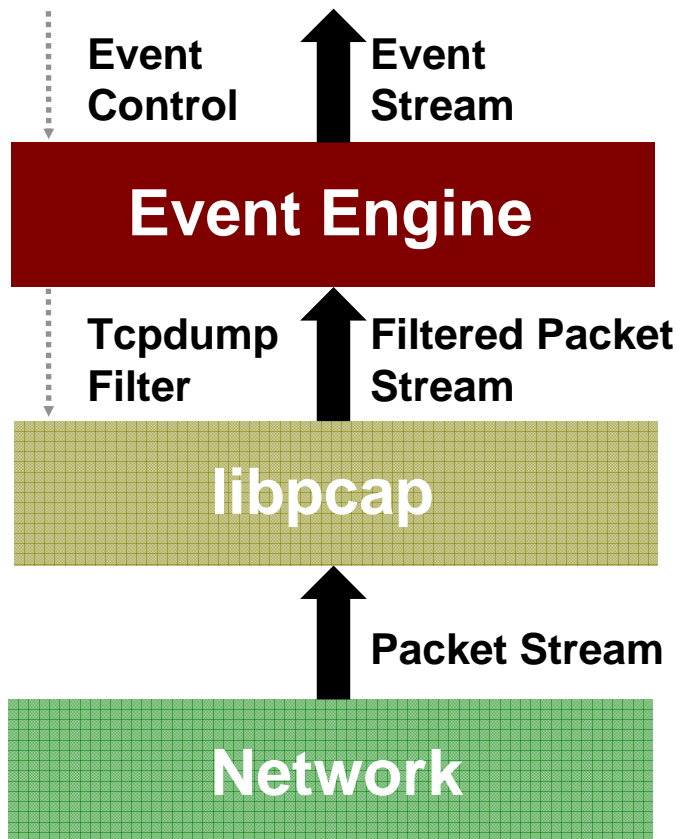 Event
Control
Event
Stream
Event Engine
Tcpdump
Filter
Filtered Packet
Stream
libpcap
Packet Stream
Network